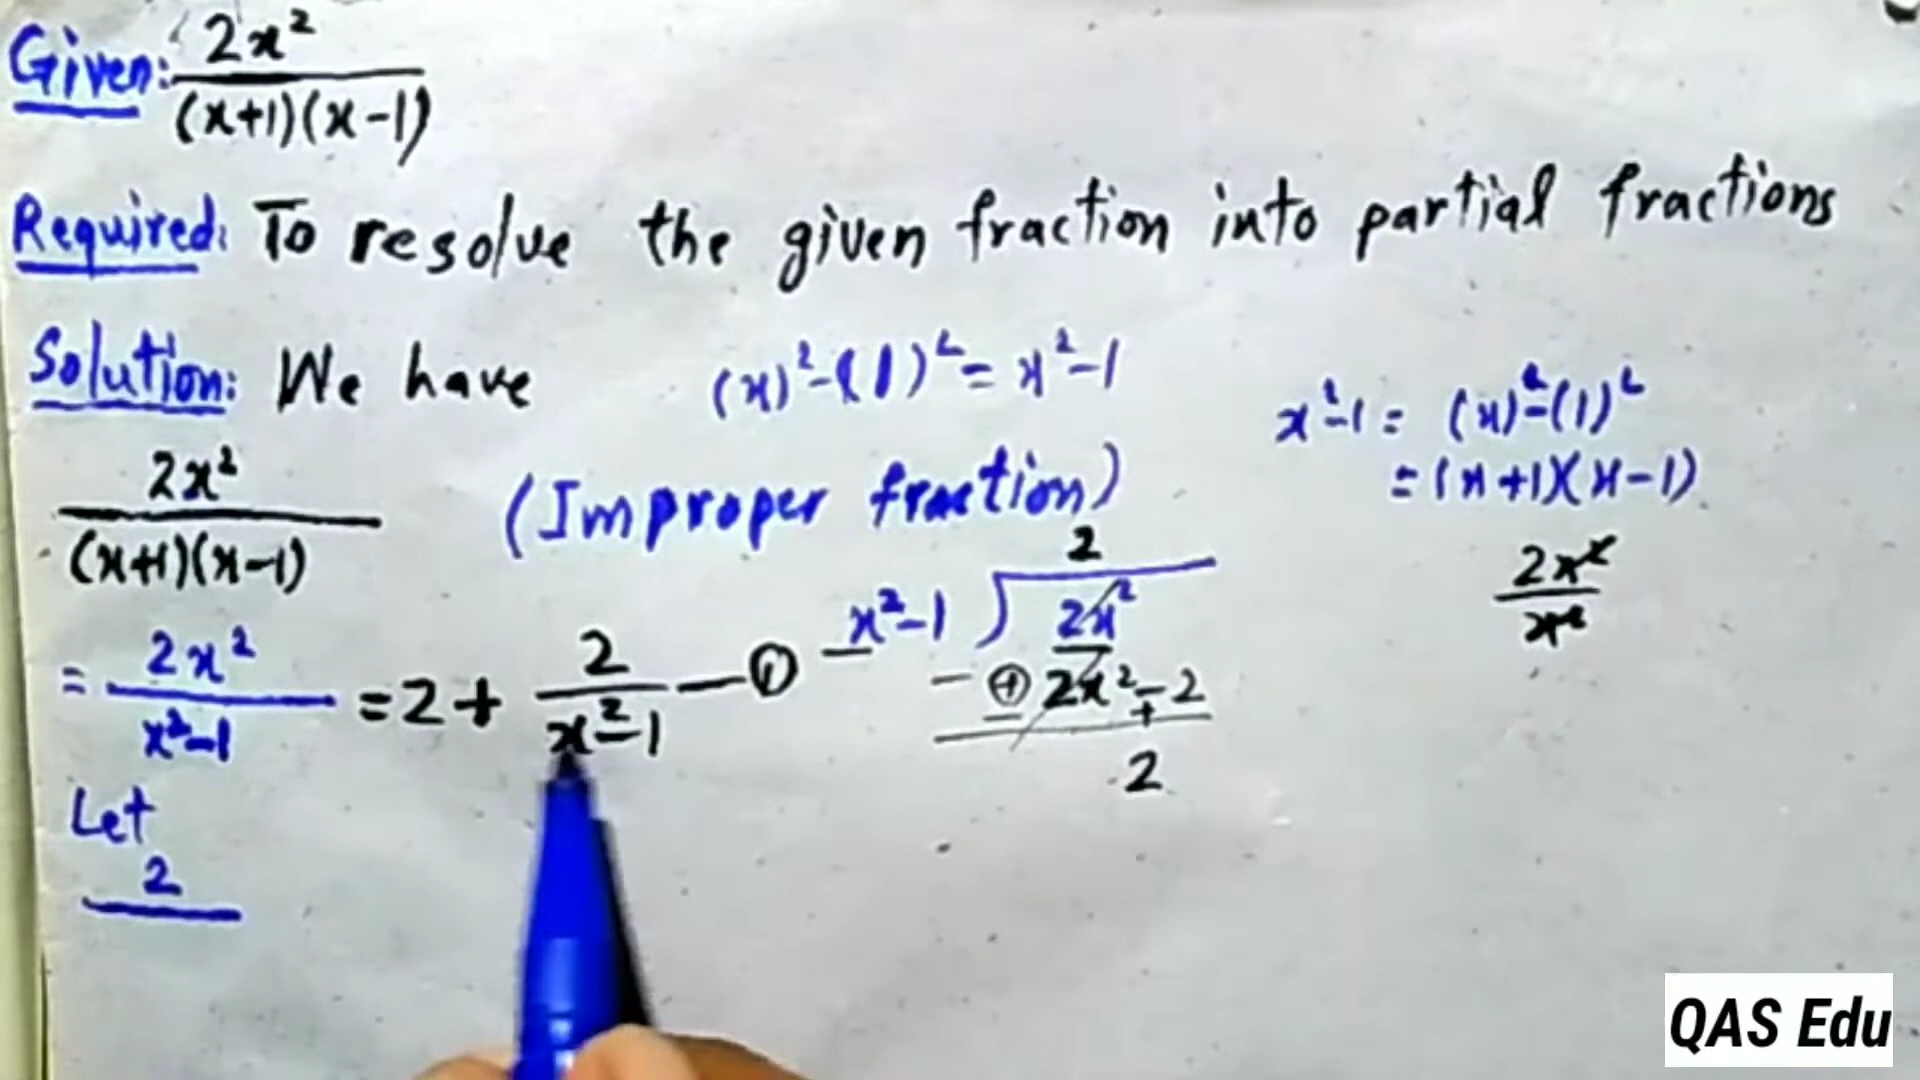 Given: 2x²
(x+1)(x-1)
Required: To resolve the given fraction into partial fractions
Solution: We have
(x)²-(1)² = x²-1
x²-1 = (x)²-(1)²
= (x+1)(x-1)
2x²
(x+1)(x-1)
(Improper fraction)
2
x²-1 ) 2x²
- ⊕ 2x² - 2
+
2
2x²
x²
= 2x²
x²-1
= 2 + 2
x²-1
— ①
Let
2
QAS Edu